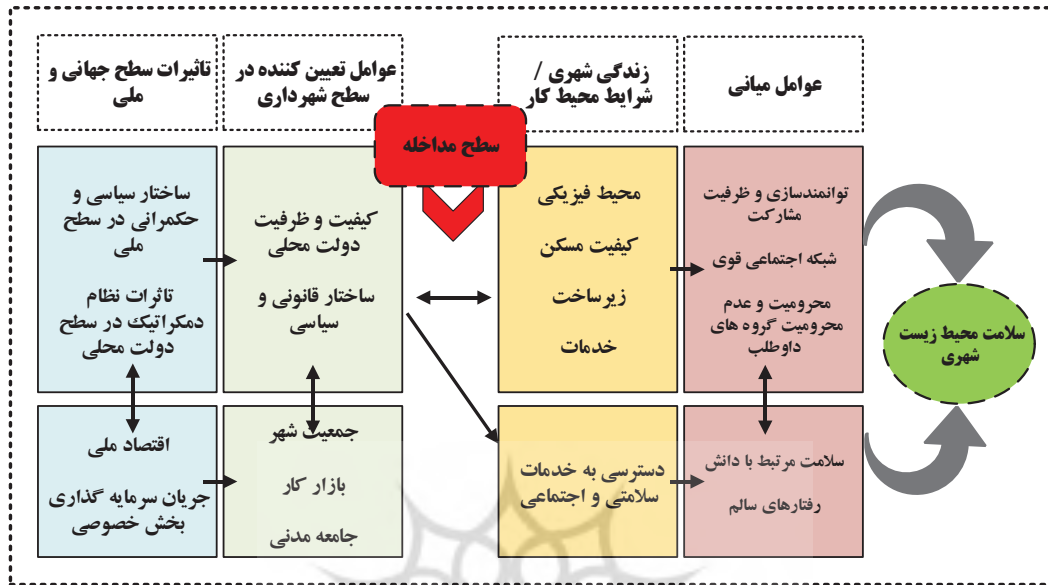 تاثیرات سطح جهانی و
ملی
عوامل تعیین کننده در
سطح شهرداری
زندگی شهری /
شرایط محیط کار
عوامل میانی
سطح مداخله
ساختار سیاسی و
حکمرانی در سطح
ملی
تاثرات نظام
دمکراتیک در سطح
دولت محلی
کیفیت و ظرفیت
دولت محلی
ساختار قانونی و
سیاسی
محیط فیزیکی
کیفیت مسکن
زیرساخت
خدمات
توانمندسازی و ظرفیت
مشارکت
شبکه اجتماعی قوی
محرومیت و عدم
محرومیت گروه های
داوطلب
سلامت محیط زیست
شهری
اقتصاد ملی
جریان سرمایه گذاری
بخش خصوصی
جمعیت شهر
بازار کار
جامعه مدنی
دسترسی به خدمات
سلامتی و اجتماعی
سلامت مرتبط با دانش
رفتارهای سالم